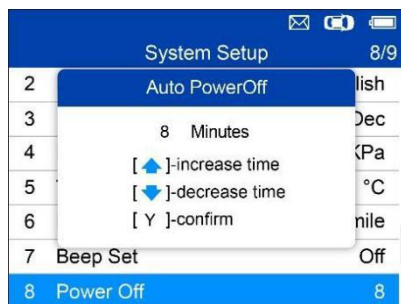 System Setup 8/9
Auto PowerOff
2 lish
8 Minutes
3 Dec
4 KPa
[ ]-increase time
5 °C
[ ]-decrease time
6 mile
[ Y ]-confirm
7 Beep Set Off
8 Power Off 8